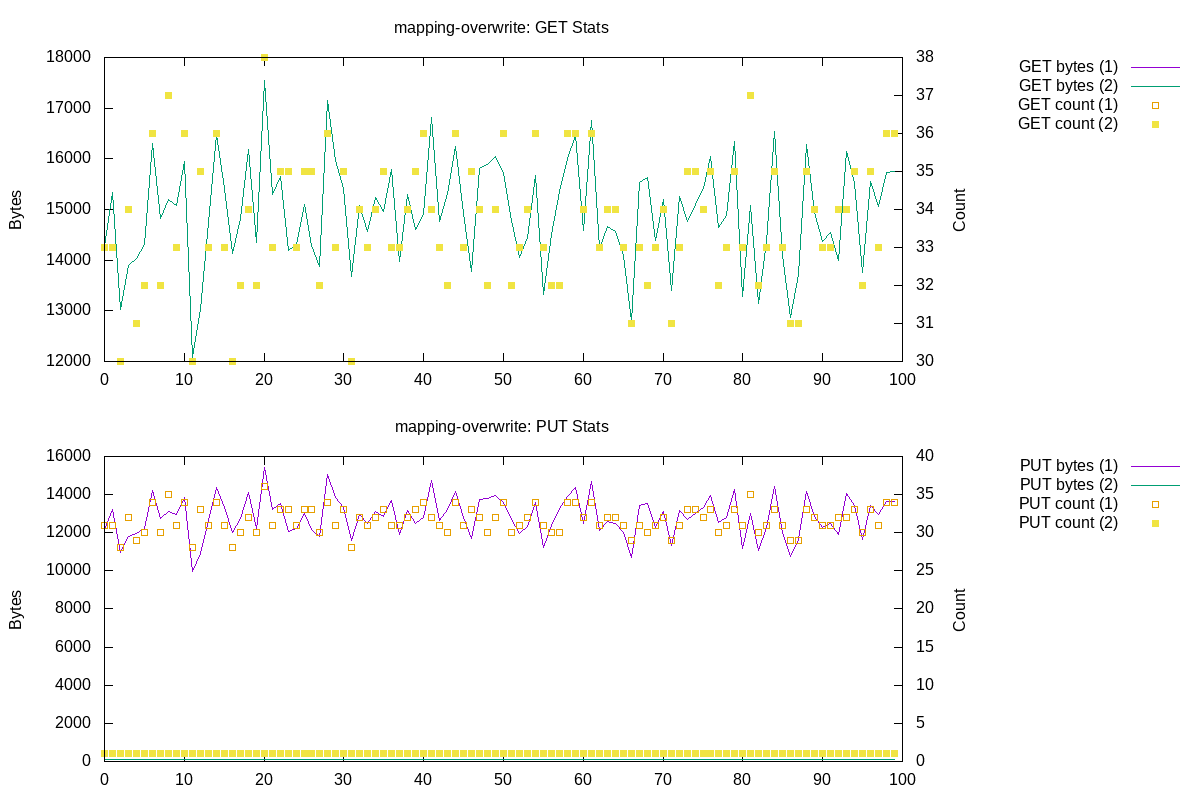 mapping-overwrite: GET Stats
Bytes
18000
17000
16000
15000
14000
13000
12000
38
37
36
35
34
33
32
31
30
Count
0 10 20 30 40 50 60 70 80 90 100
GET bytes (1)
GET bytes (2)
GET count (1)
GET count (2)
mapping-overwrite: PUT Stats
Bytes
16000
14000
12000
10000
8000
6000
4000
2000
0
40
35
30
25
20
15
10
5
0
Count
0 10 20 30 40 50 60 70 80 90 100
PUT bytes (1)
PUT bytes (2)
PUT count (1)
PUT count (2)